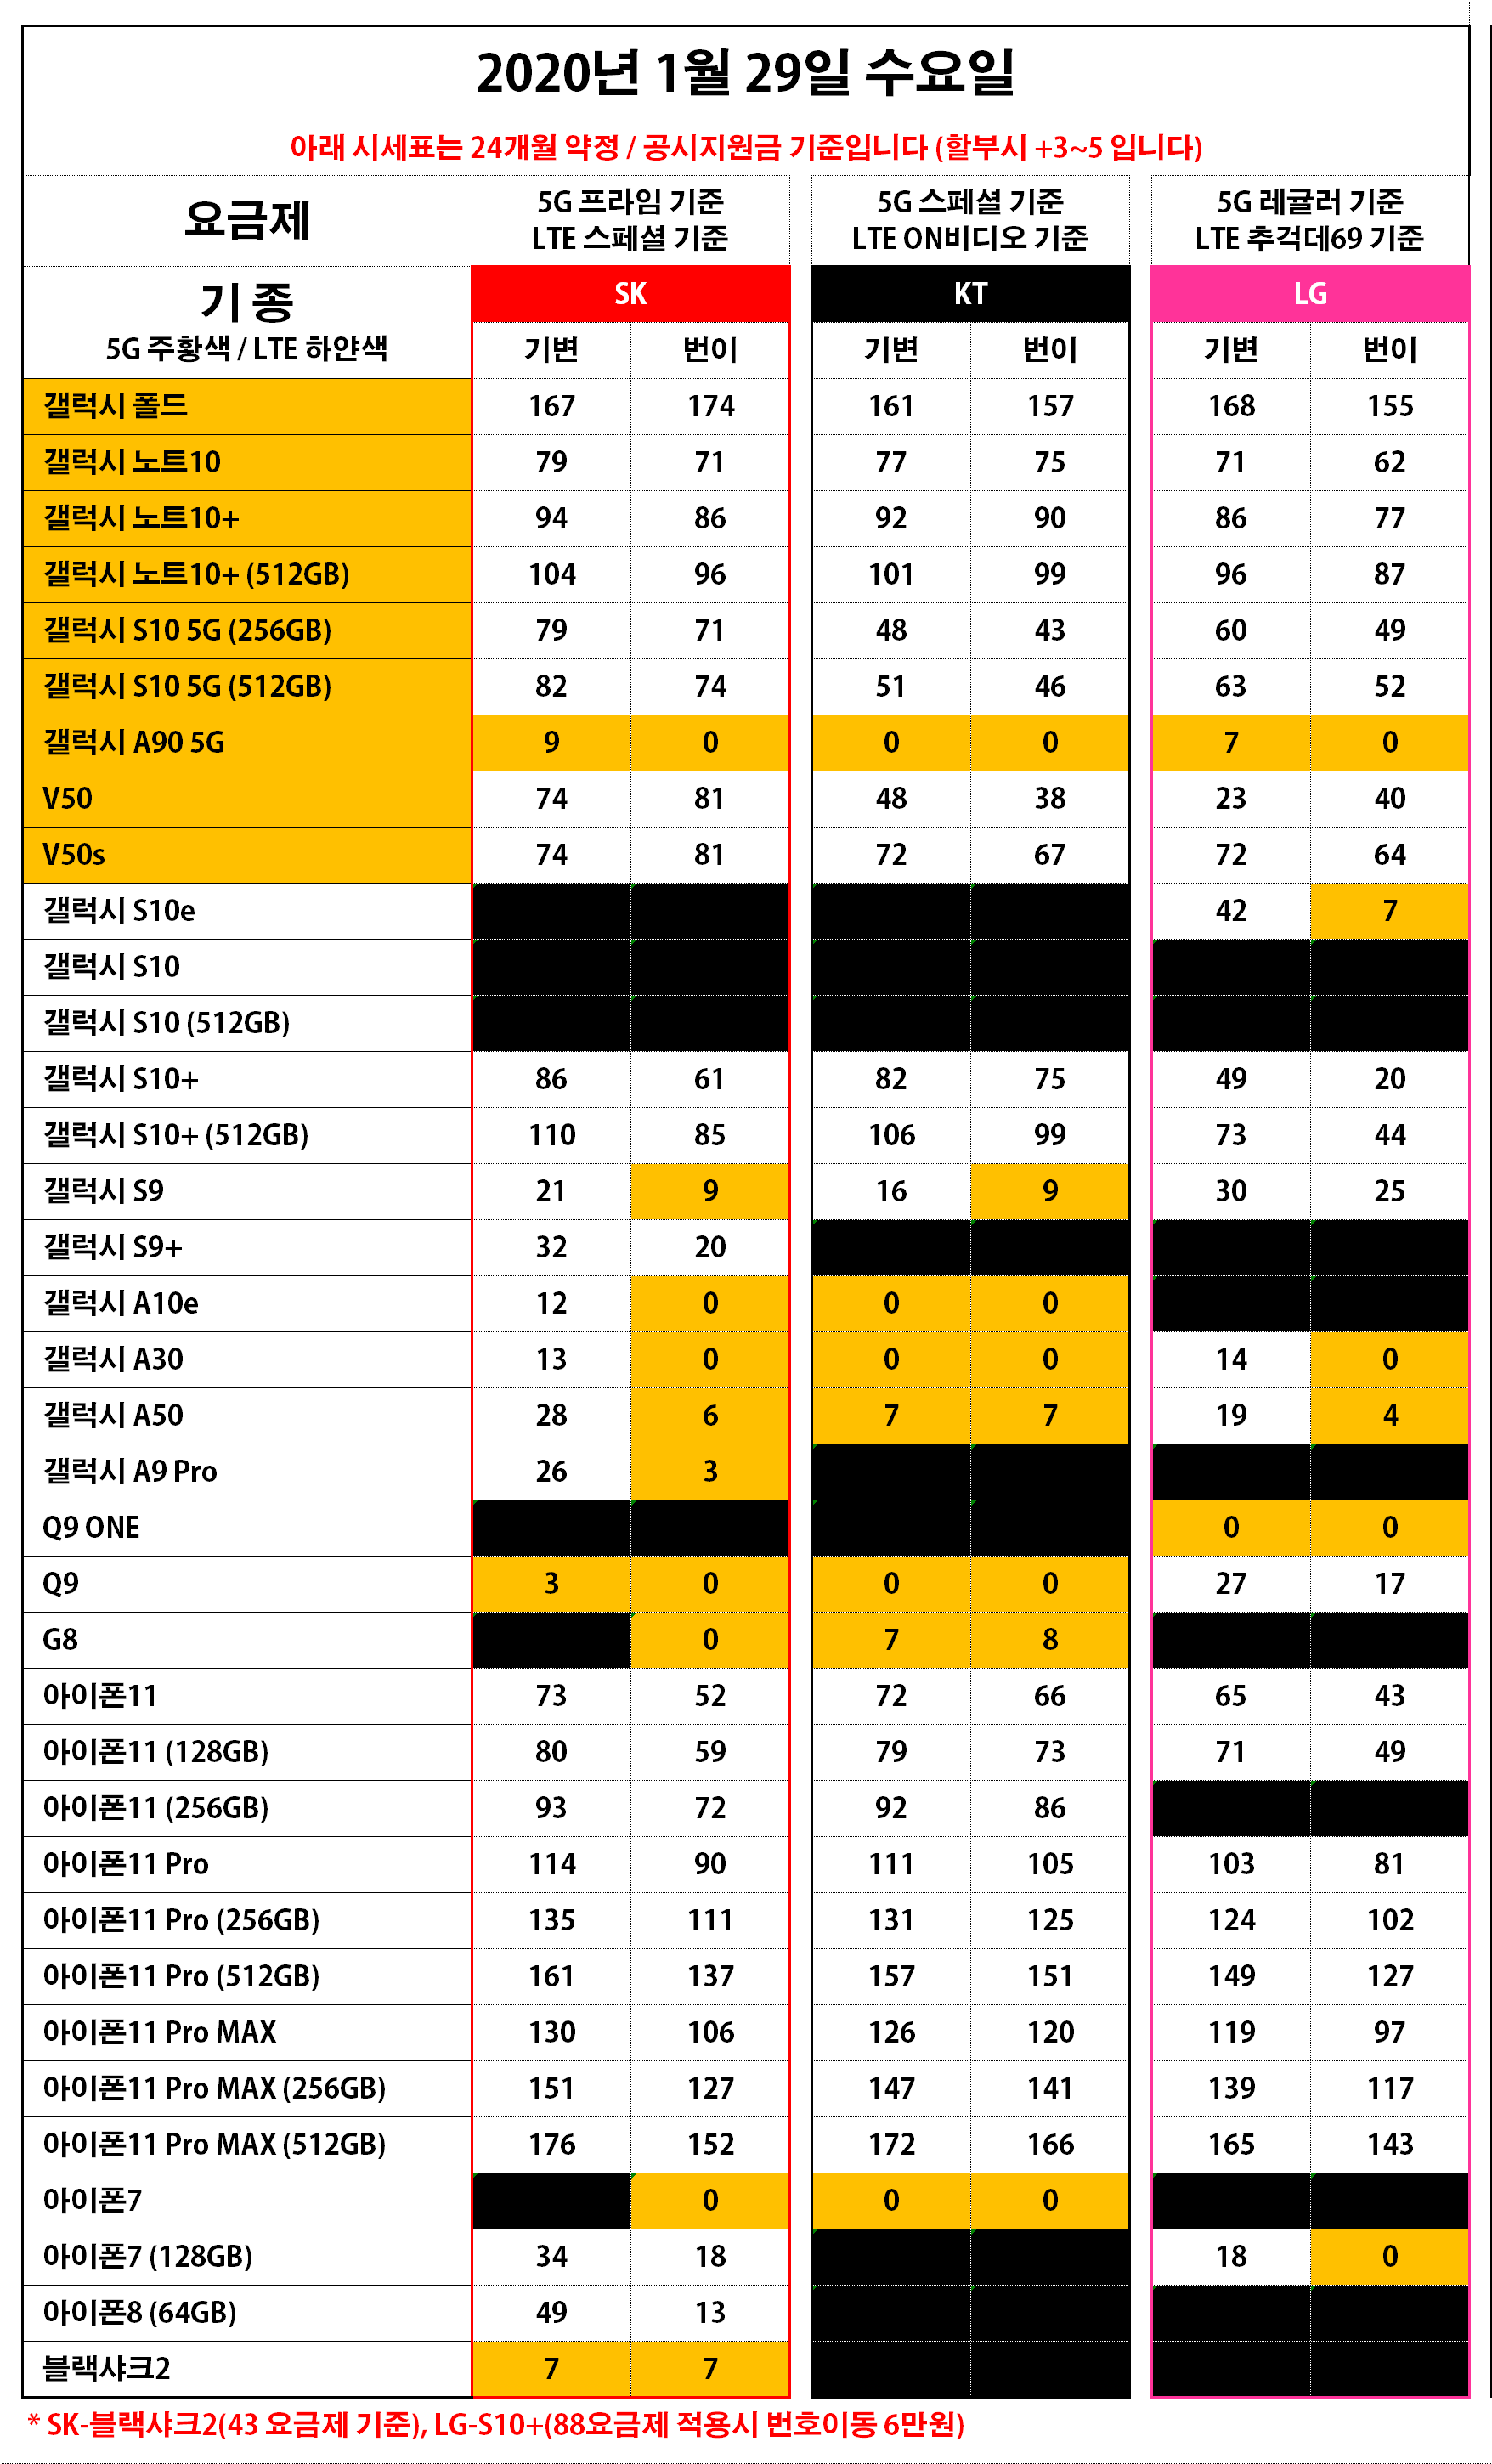 2020년 1월 29일 수요일
아래 시세표는 24개월 약정 / 공시지원금 기준입니다 (할부시 +3~5 입니다)
요금제 5G 프라임 기준 5G 스페셜 기준 5G 레귤러 기준
LTE 스페셜 기준 LTE ON비디오 기준 LTE 추걱데69 기준
기 종 SK KT LG
5G 주황색 / LTE 하얀색 기변 번이 기변 번이 기변 번이
갤럭시 폴드 167 174 161 157 168 155
갤럭시 노트10 79 71 77 75 71 62
갤럭시 노트10+ 94 86 92 90 86 77
갤럭시 노트10+ (512GB) 104 96 101 99 96 87
갤럭시 S10 5G (256GB) 79 71 48 43 60 49
갤럭시 S10 5G (512GB) 82 74 51 46 63 52
갤럭시 A90 5G 9 0 0 0 7 0
V50 74 81 48 38 23 40
V50s 74 81 72 67 72 64
갤럭시 S10e 42 7
갤럭시 S10
갤럭시 S10 (512GB)
갤럭시 S10+ 86 61 82 75 49 20
갤럭시 S10+ (512GB) 110 85 106 99 73 44
갤럭시 S9 21 9 16 9 30 25
갤럭시 S9+ 32 20
갤럭시 A10e 12 0 0 0
갤럭시 A30 13 0 0 0 14 0
갤럭시 A50 28 6 7 7 19 4
갤럭시 A9 Pro 26 3
Q9 ONE 0 0
Q9 3 0 0 0 27 17
G8 0 7 8
아이폰11 73 52 72 66 65 43
아이폰11 (128GB) 80 59 79 73 71 49
아이폰11 (256GB) 93 72 92 86
아이폰11 Pro 114 90 111 105 103 81
아이폰11 Pro (256GB) 135 111 131 125 124 102
아이폰11 Pro (512GB) 161 137 157 151 149 127
아이폰11 Pro MAX 130 106 126 120 119 97
아이폰11 Pro MAX (256GB) 151 127 147 141 139 117
아이폰11 Pro MAX (512GB) 176 152 172 166 165 143
아이폰7 0 0 0
아이폰7 (128GB) 34 18 18 0
아이폰8 (64GB) 49 13
블랙샤크2 7 7
* SK-블랙샤크2(43 요금제 기준), LG-S10+(88요금제 적용시 번호이동 6만원)